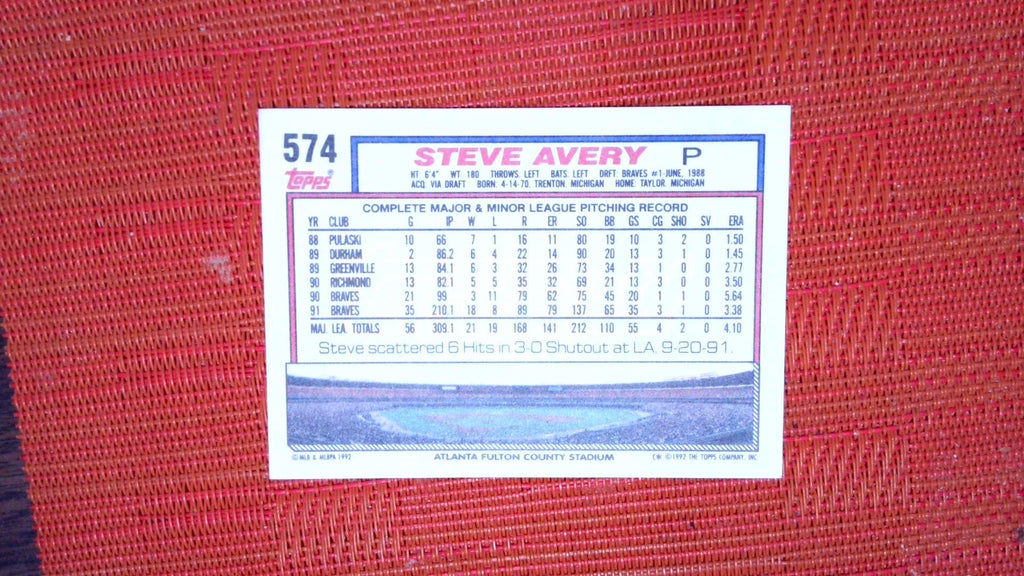 574
Topps®
STEVE AVERY P
HT. 6'4" WT. 180 THROWS: LEFT BATS: LEFT DRFT: BRAVES #1-JUNE, 1988
ACQ: VIA DRAFT BORN: 4-14-70, TRENTON, MICHIGAN HOME: TAYLOR, MICHIGAN
COMPLETE MAJOR & MINOR LEAGUE PITCHING RECORD
YR CLUB G IP W L R ER SO BB GS CG SHO SV ERA
88 PULASKI 10 66 7 1 16 11 80 19 10 3 2 0 1.50
89 DURHAM 2 86.2 6 4 22 14 90 20 13 3 1 0 1.45
89 GREENVILLE 13 84.1 6 3 32 26 73 34 13 1 0 0 2.77
90 RICHMOND 13 82.1 5 5 35 32 69 21 13 3 0 0 3.50
90 BRAVES 21 99 3 11 79 62 75 45 20 1 1 0 5.64
91 BRAVES 35 210.1 18 8 89 79 137 65 35 3 1 0 3.38
MAJ. LEA. TOTALS 56 309.1 21 19 168 141 212 110 55 4 2 0 4.10
Steve scattered 6 Hits in 3-0 Shutout at LA, 9-20-91.
© MLB & MLBPA 1992 ATLANTA FULTON COUNTY STADIUM C* © 1992 THE TOPPS COMPANY, INC.